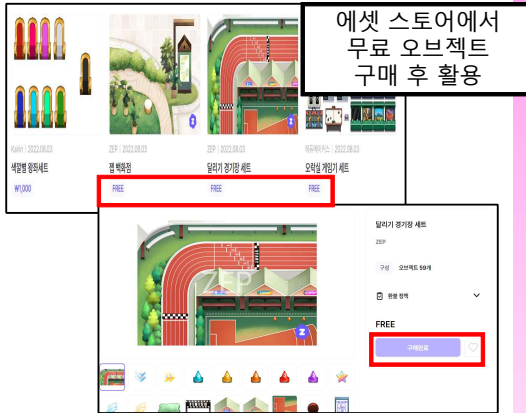 에셋 스토어에서
무료 오브젝트
구매 후 활용
2022.08.03
색깔별 왕좌세트
₩1,000
ZEP | 2022.08.03
젭 백화점
FREE
ZEP | 2022.08.03
달리기 경기장 세트
FREE
2022.08.03
오락실 게임기 세트
FREE
ZEP
달리기 경기장 세트
ZEP
구성 오브젝트 59개
환불 정책
FREE
구매완료